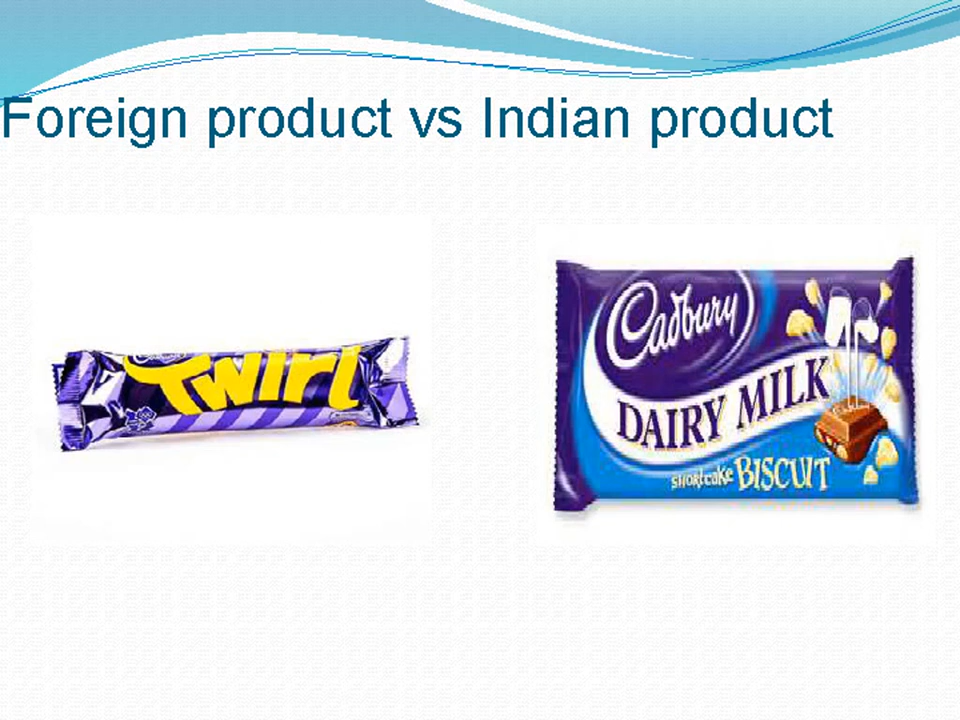 Foreign product vs Indian product
Twirl
Cadbury
DAIRY MILK
shortcake BISCUIT